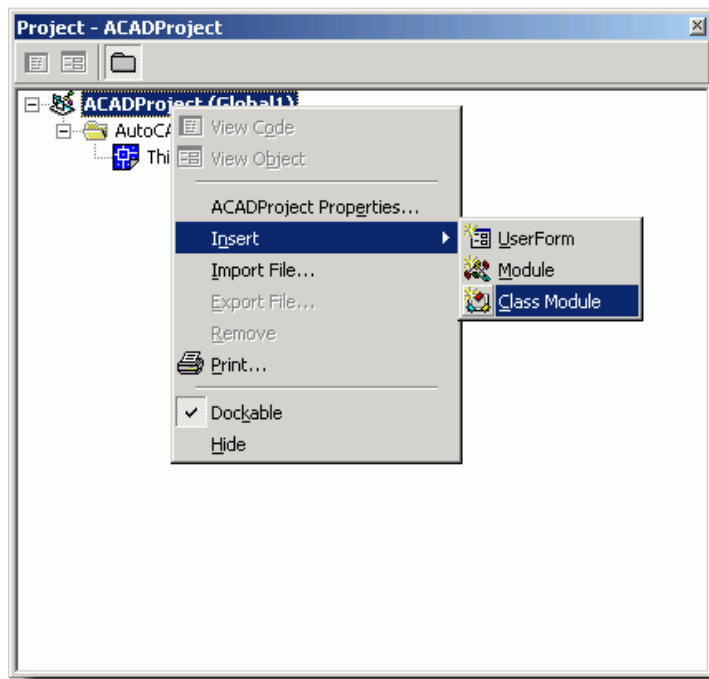 Project - ACADProject
ACADProject (Global1)
AutoCA
Thi
View Code
View Object
ACADProject Properties...
Insert
Import File...
Export File...
Remove
Print...
Dockable
Hide
UserForm
Module
Class Module